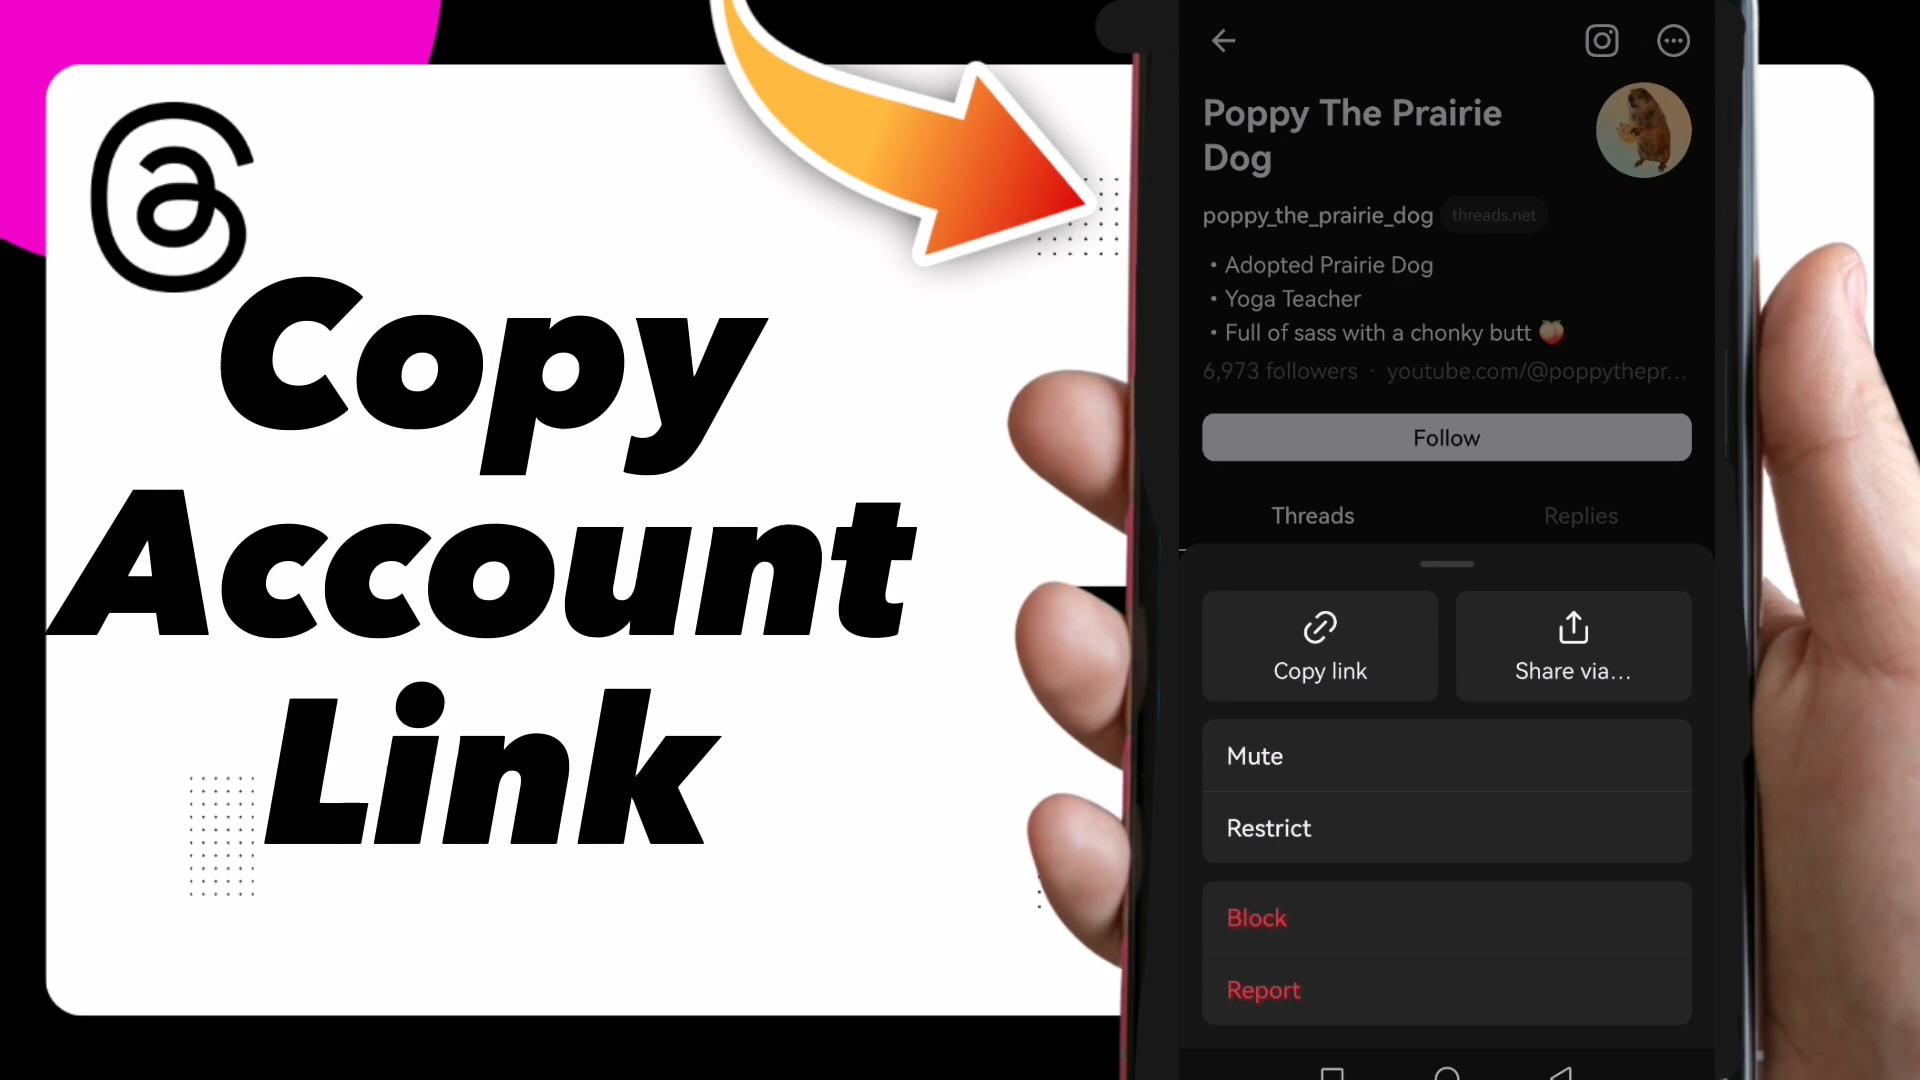 Copy
Account
Link
Poppy The Prairie
Dog
poppy_the_prairie_dog threads.net
• Adopted Prairie Dog
• Yoga Teacher
• Full of sass with a chonky butt 🍑
6,973 followers · youtube.com/@poppythepr...
Follow
Threads Replies
Copy link Share via...
Mute
Restrict
Block
Report